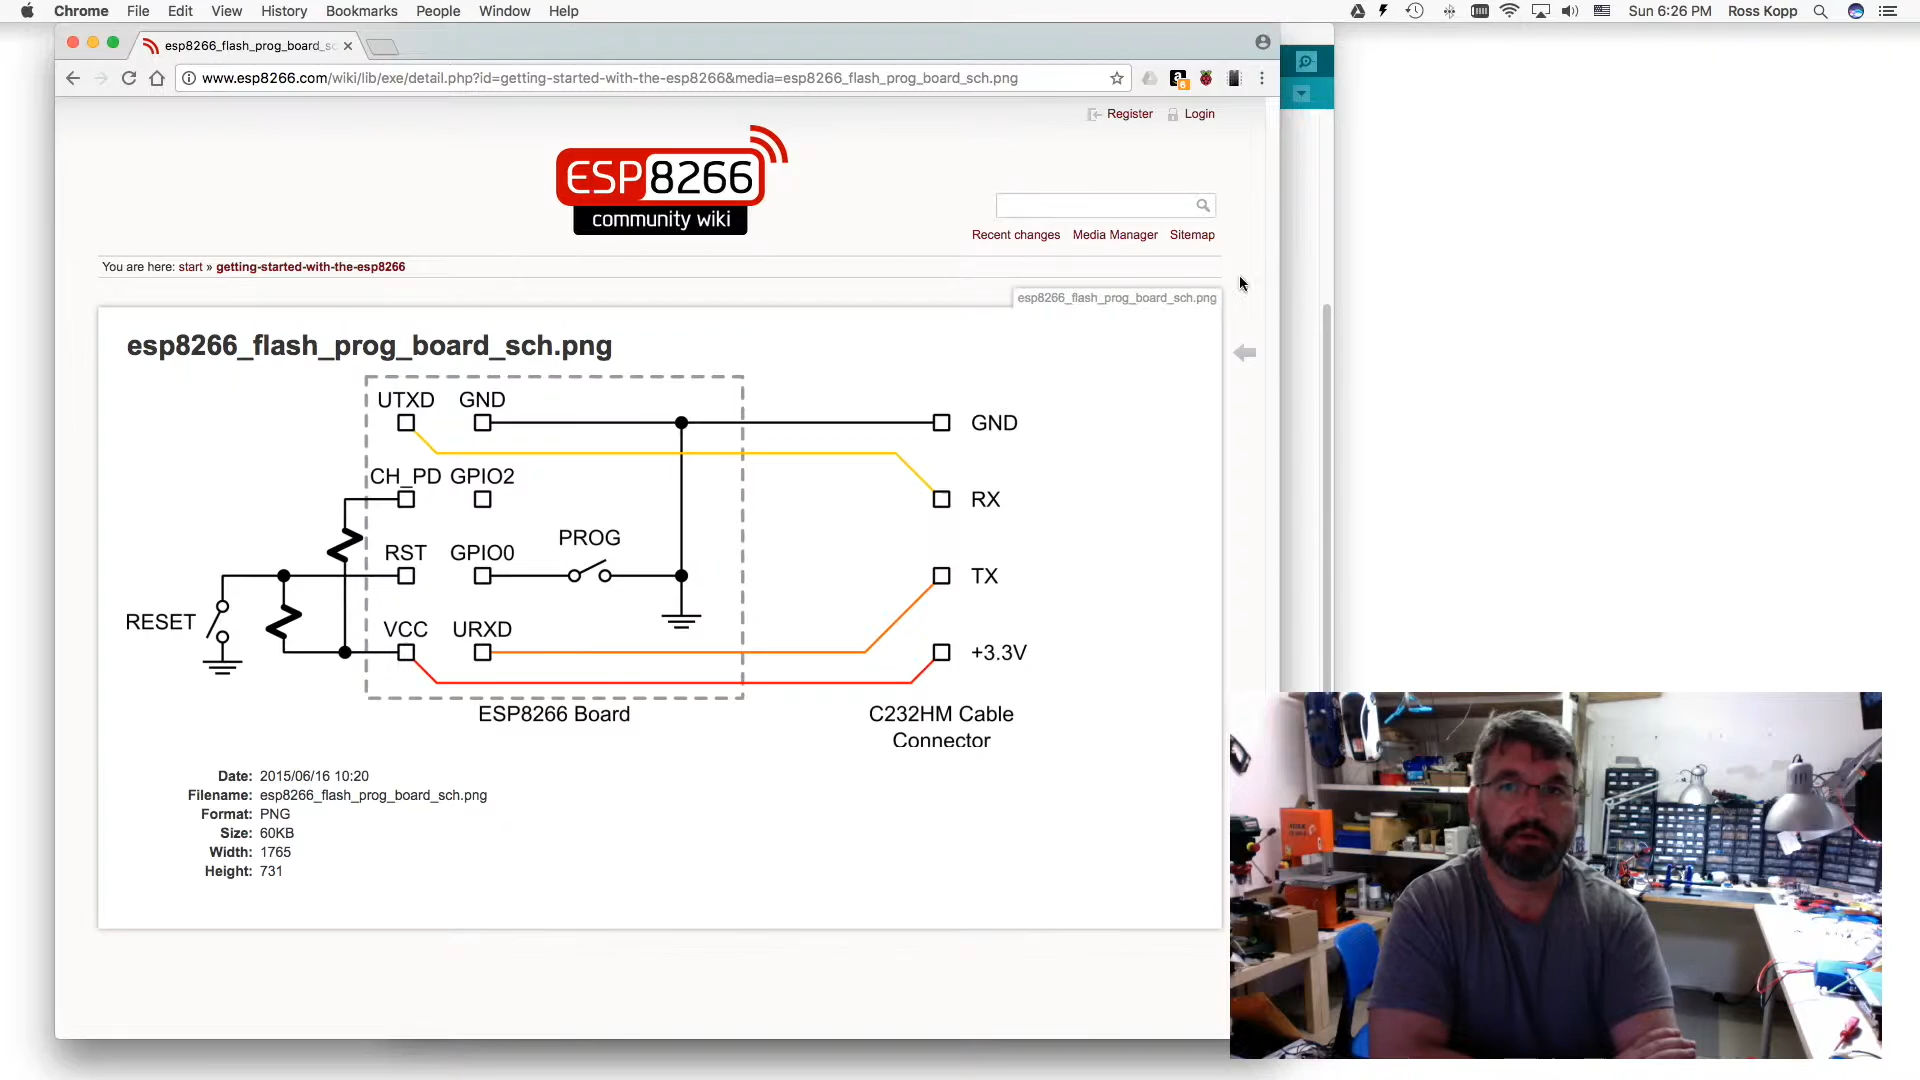 Chrome File Edit View History Bookmarks People Window Help Sun 6:26 PM Ross Kopp
esp8266_flash_prog_board_sc
www.esp8266.com/wiki/lib/exe/detail.php?id=getting-started-with-the-esp8266&media=esp8266_flash_prog_board_sch.png
Register Login
ESP8266
community wiki
Recent changes Media Manager Sitemap
You are here: start » getting-started-with-the-esp8266
esp8266_flash_prog_board_sch.png
esp8266_flash_prog_board_sch.png
UTXD GND
GND
CH_PD GPIO2
RX
PROG
RST GPIO0
TX
RESET
VCC URXD
+3.3V
ESP8266 Board
C232HM Cable
Connector
Date: 2015/06/16 10:20
Filename: esp8266_flash_prog_board_sch.png
Format: PNG
Size: 60KB
Width: 1765
Height: 731